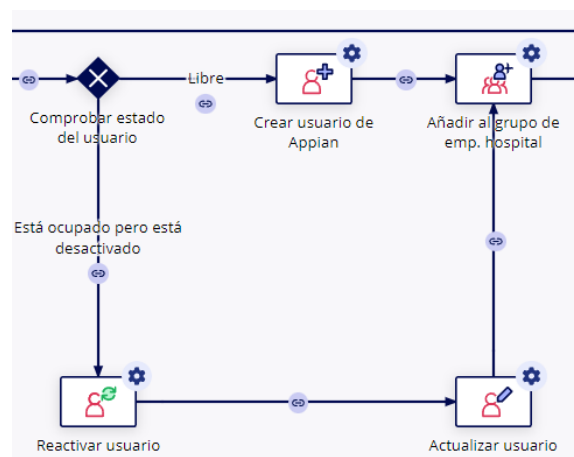 Libre
Comprobar estado
del usuario
Crear usuario de
Appian
Añadir al grupo de
emp. hospital
Está ocupado pero está
desactivado
Reactivar usuario
Actualizar usuario